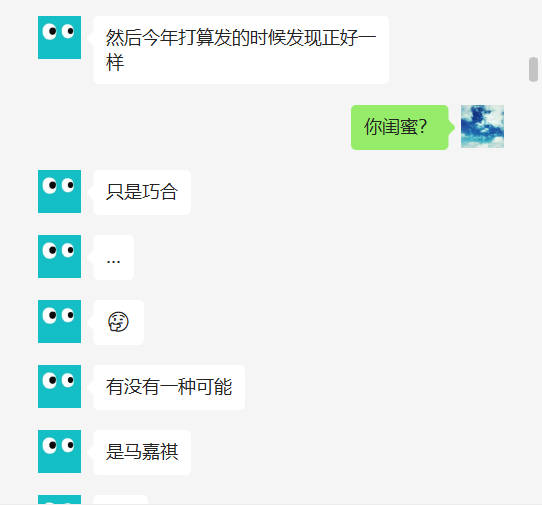 然后今年打算发的时候发现正好一
样
你闺蜜？
只是巧合
...
有没有一种可能
是马嘉祺